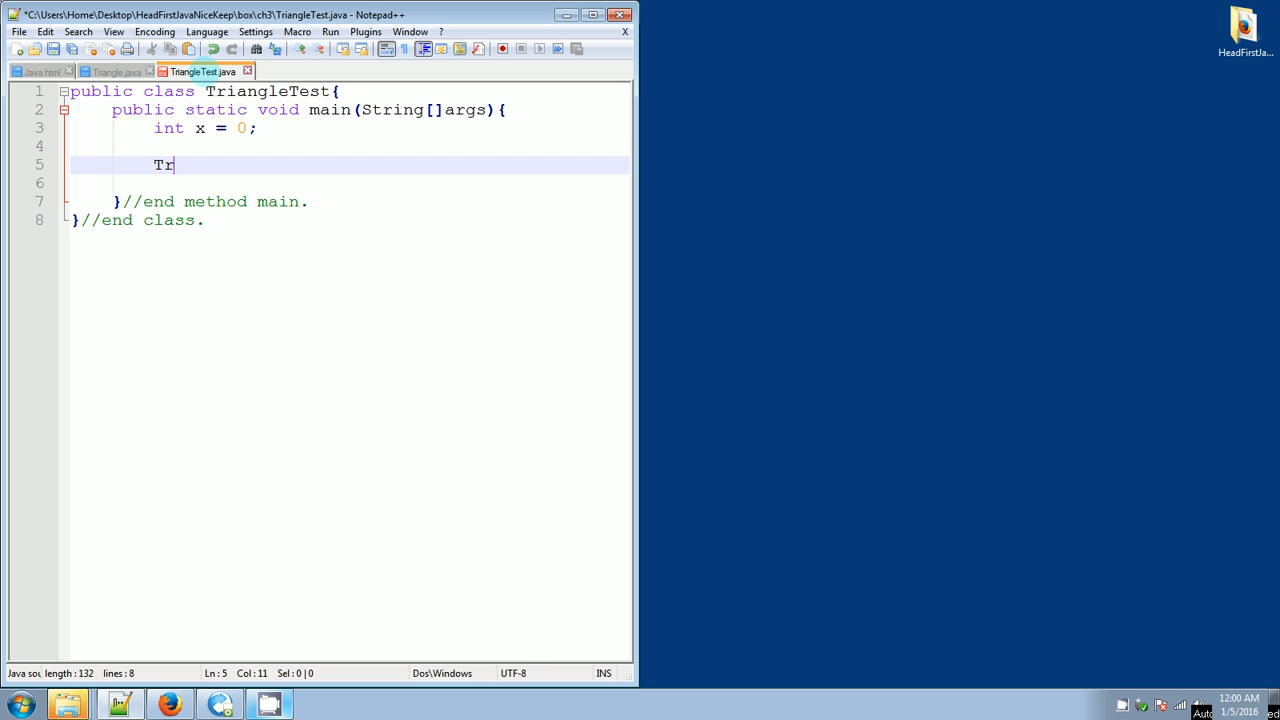 *C:\Users\Home\Desktop\HeadFirstJavaNiceKeep\box\ch3\TriangleTest.java - Notepad++
File Edit Search View Encoding Language Settings Macro Run Plugins Window ? X
Java.html Triangle.java TriangleTest.java
1 public class TriangleTest{
2 public static void main(String[]args){
3 int x = 0;
4
5 Tr
6
7 }//end method main.
8 }//end class.
Java sou length : 132 lines : 8 Ln : 5 Col : 11 Sel : 0 | 0 Dos\Windows UTF-8 INS
HeadFirstJa...
12:00 AM
1/5/2016